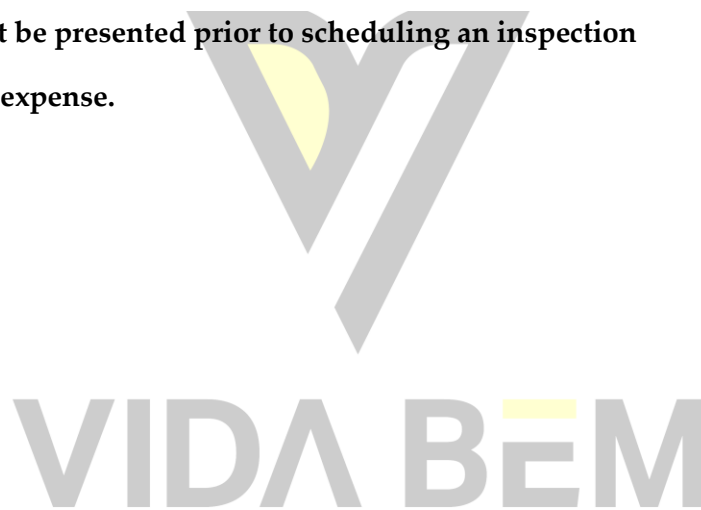 t be presented prior to scheduling an inspection
expense.
VIDA BEM